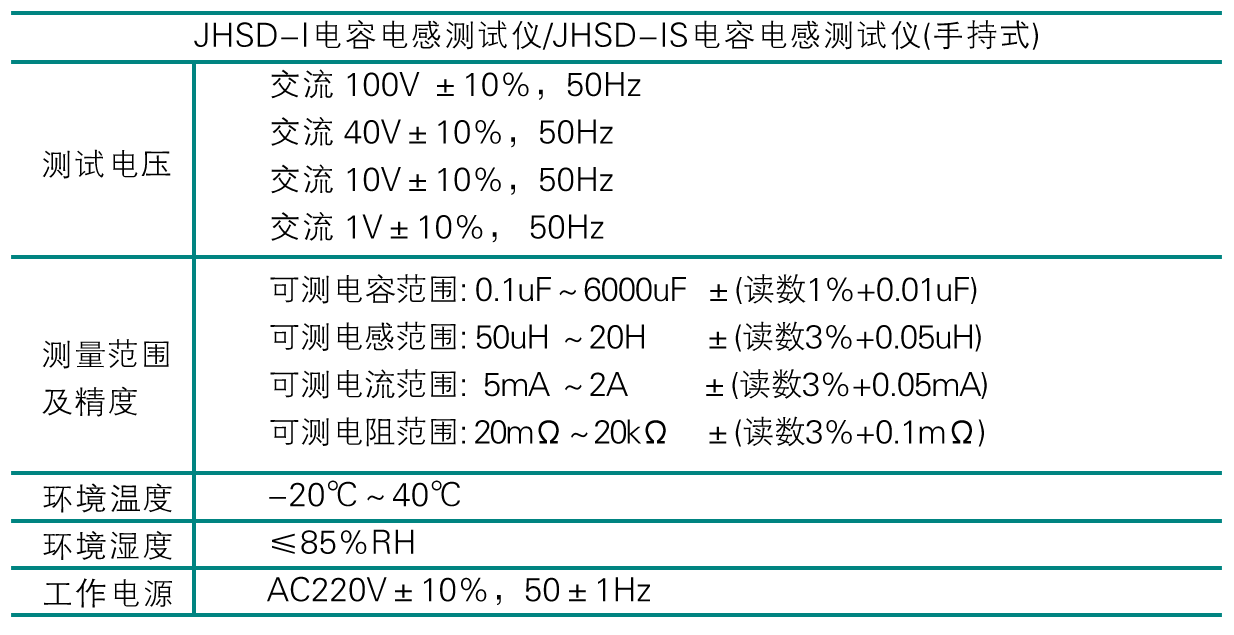 JHSD-I电容电感测试仪/JHSD-IS电容电感测试仪(手持式)
测试电压
交流 100V ±10%，50Hz
交流 40V±10%，50Hz
交流 10V±10%，50Hz
交流 1V±10%， 50Hz
测量范围
及精度
可测电容范围: 0.1uF~6000uF ±(读数1%+0.01uF)
可测电感范围: 50uH ~20H ±(读数3%+0.05uH)
可测电流范围: 5mA ~2A ±(读数3%+0.05mA)
可测电阻范围: 20mΩ~20kΩ ±(读数3%+0.1mΩ)
环境温度 -20℃~40℃
环境湿度 ≤85%RH
工作电源 AC220V±10%，50±1Hz